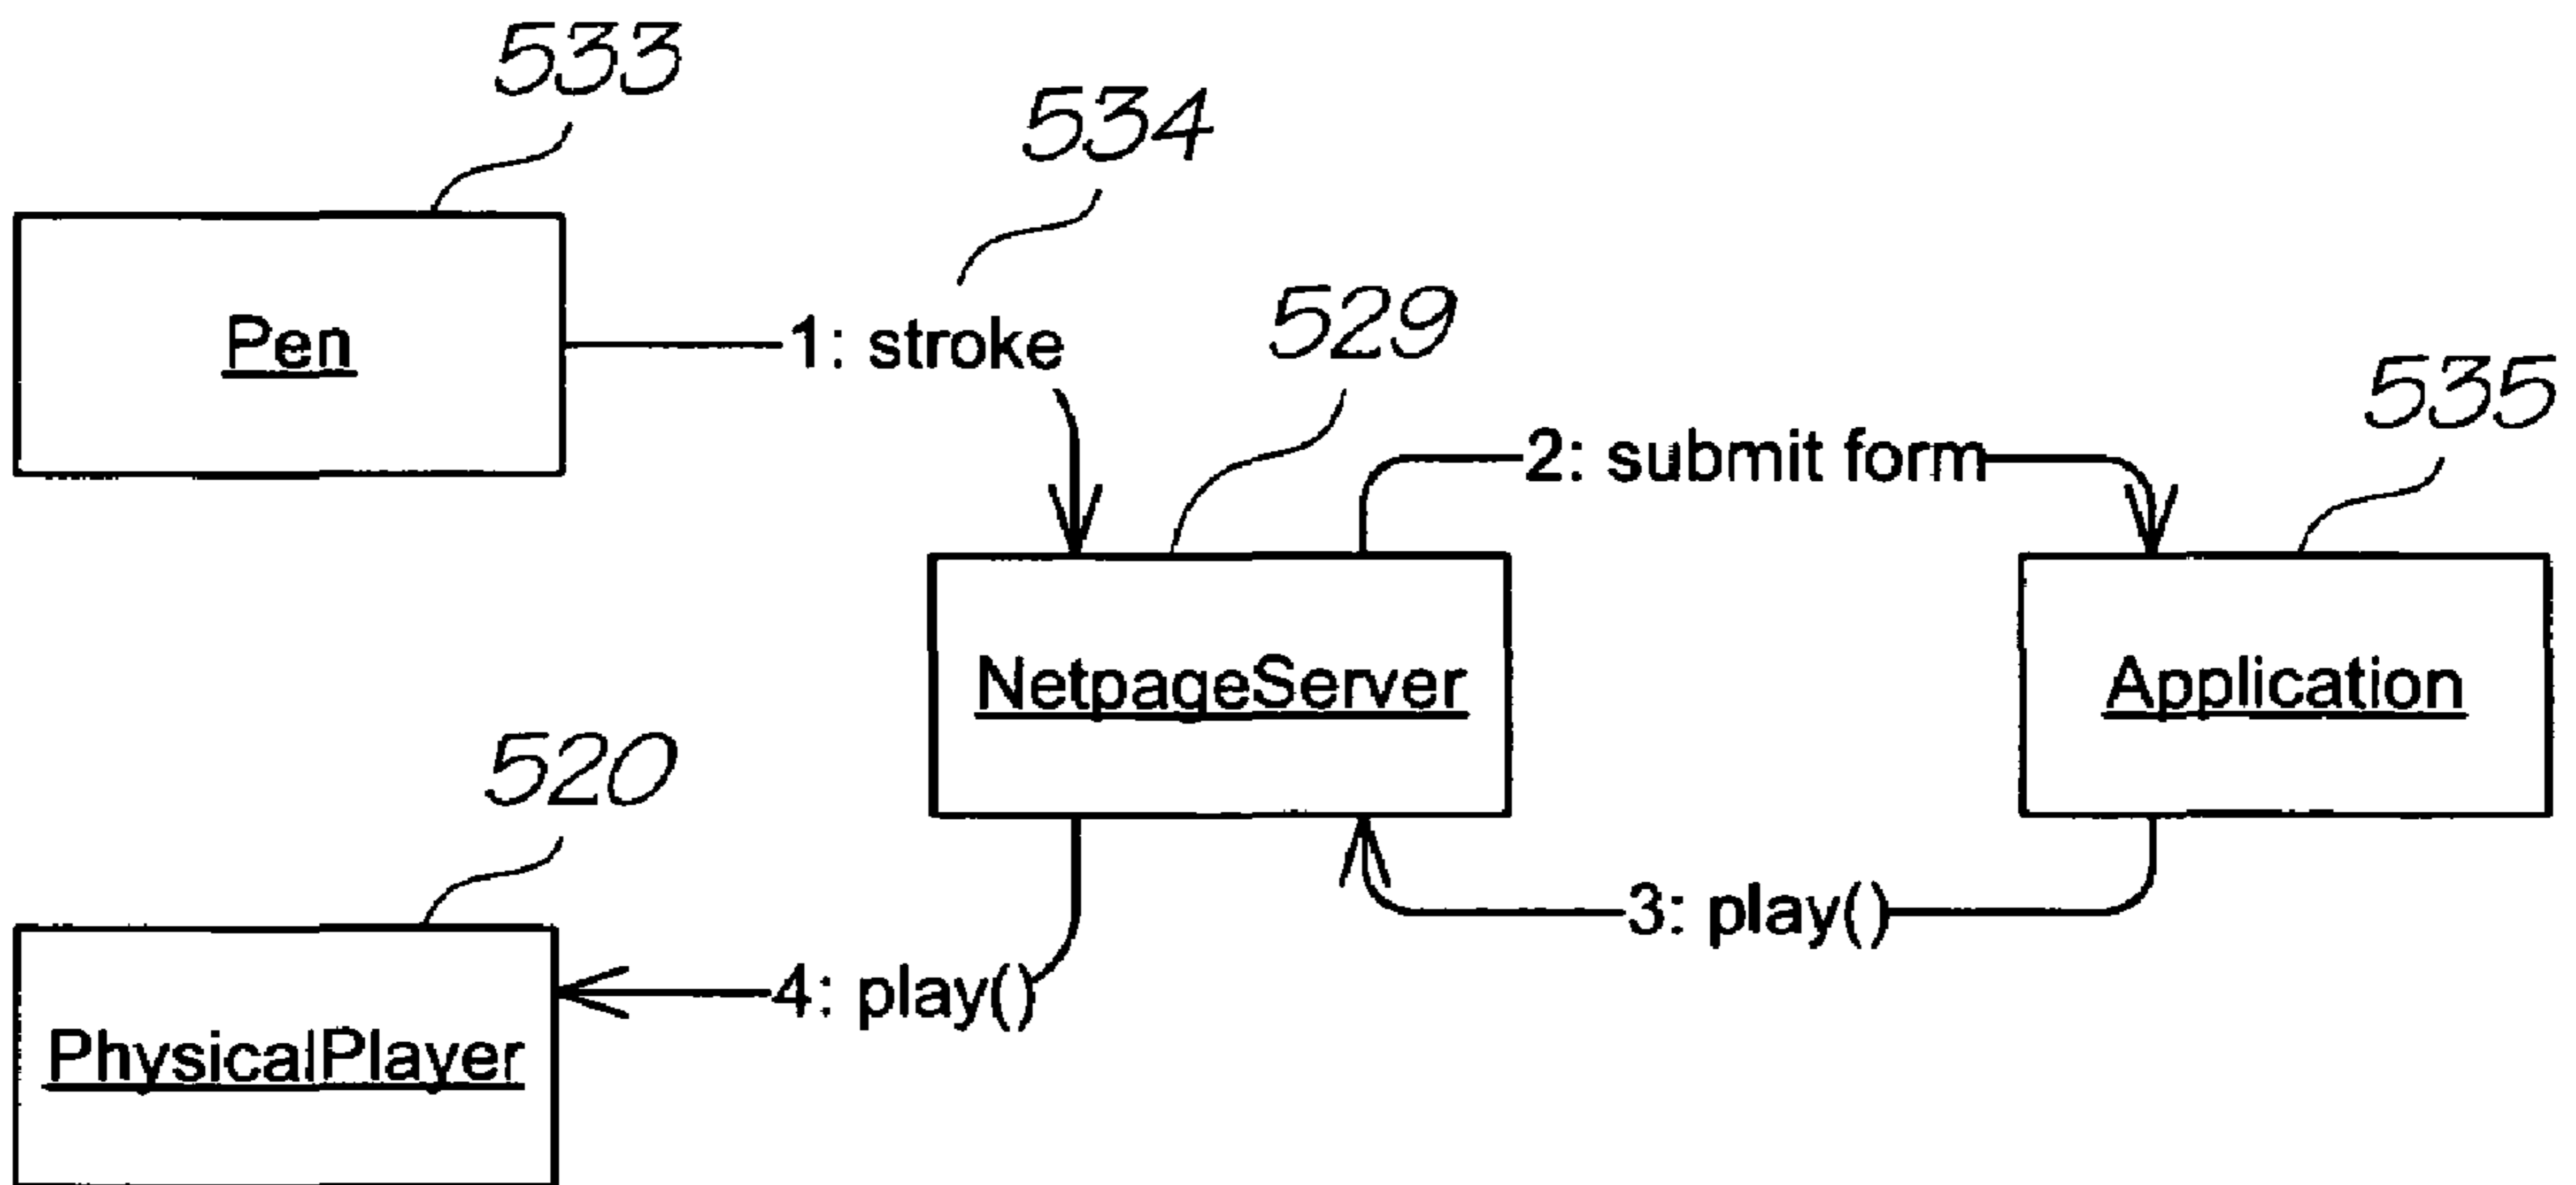 533
534
Pen
1: stroke
529
535
2: submit form
NetpageServer
Application
520
3: play()
4: play()
PhysicalPlayer